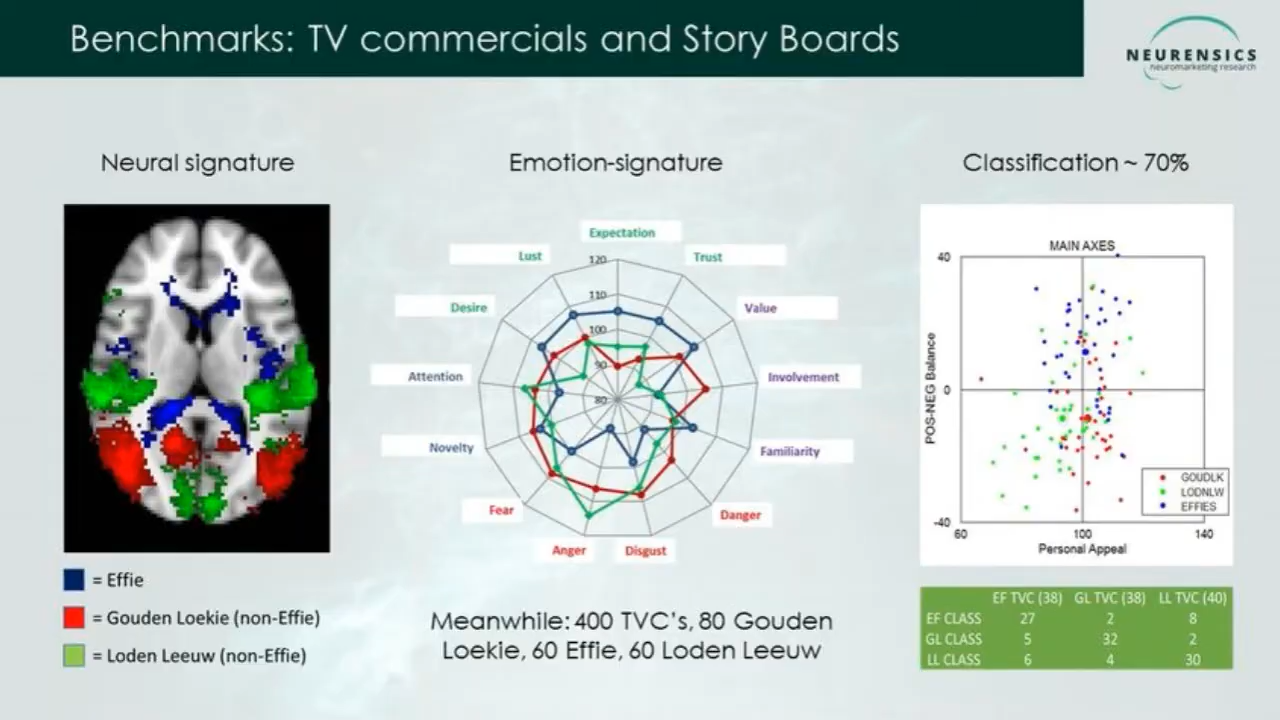 Benchmarks: TV commercials and Story Boards
NEURENSICS
neuromarketing research
Neural signature
Emotion-signature
Classification ~ 70%
Expectation
Trust
Value
Involvement
Familiarity
Danger
Disgust
Anger
Fear
Novelty
Attention
Desire
Lust
120
110
100
90
80
MAIN AXES
40
0
-40
60
100
140
POS-NEG Balance
Personal Appeal
GOUDLK
LODNLW
EFFIES
= Effie
= Gouden Loekie (non-Effie)
= Loden Leeuw (non-Effie)
Meanwhile: 400 TVC's, 80 Gouden
Loekie, 60 Effie, 60 Loden Leeuw
EF TVC (38) GL TVC (38) LL TVC (40)
EF CLASS 27 2 8
GL CLASS 5 32 2
LL CLASS 6 4 30